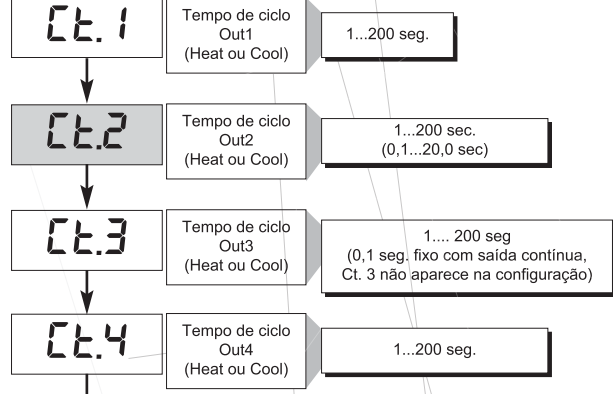 Ct.1
Tempo de ciclo
Out1
(Heat ou Cool)
1...200 seg.
Ct.2
Tempo de ciclo
Out2
(Heat ou Cool)
1...200 sec.
(0,1...20,0 sec)
Ct.3
Tempo de ciclo
Out3
(Heat ou Cool)
1.... 200 seg
(0,1 seg. fixo com saída contínua,
Ct. 3 não aparece na configuração)
Ct.4
Tempo de ciclo
Out4
(Heat ou Cool)
1...200 seg.